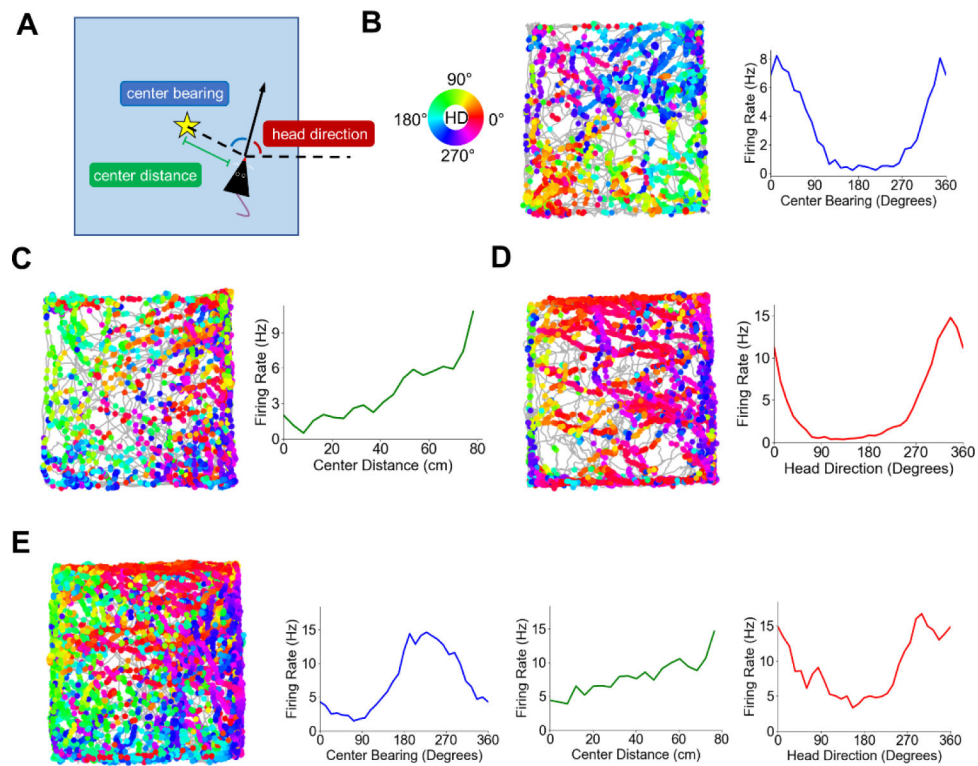 A
center bearing
head direction
center distance
B
90°
180°
HD
0°
270°
Firing Rate (Hz)
8
6
4
2
0
0
90
180
270
360
Center Bearing (Degrees)
C
Firing Rate (Hz)
9
6
3
0
0
20
40
60
80
Center Distance (cm)
D
Firing Rate (Hz)
15
10
5
0
0
90
180
270
360
Head Direction (Degrees)
E
Firing Rate (Hz)
15
10
5
0
0
90
180
270
360
Center Bearing (Degrees)
Firing Rate (Hz)
15
10
5
0
0
20
40
60
80
Center Distance (cm)
Firing Rate (Hz)
15
10
5
0
0
90
180
270
360
Head Direction (Degrees)